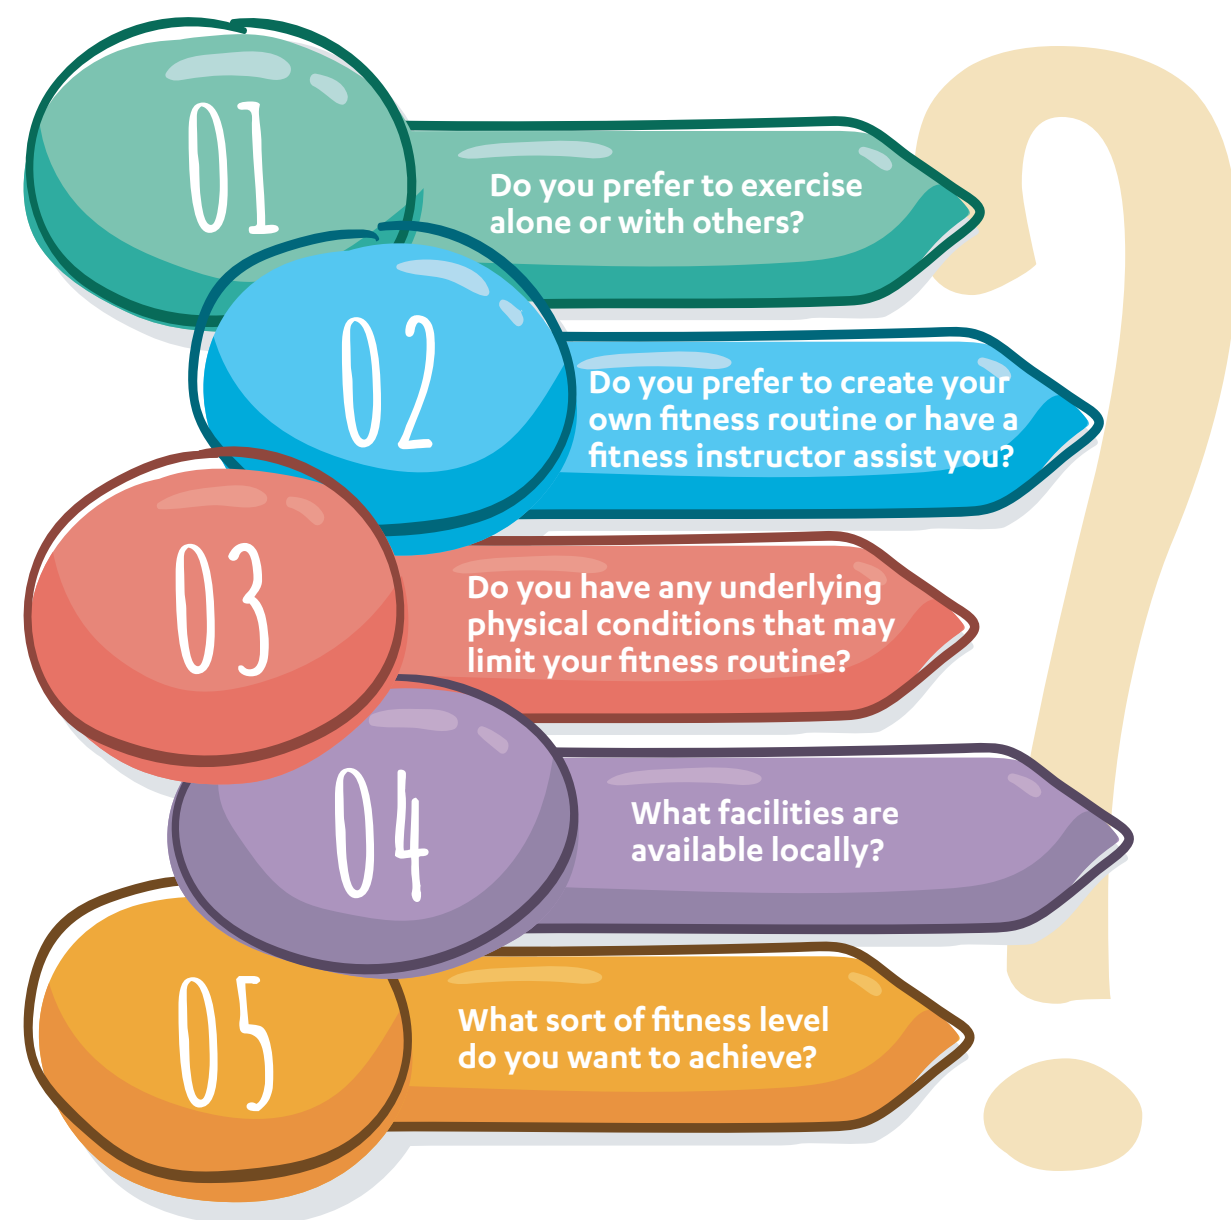 01
Do you prefer to exercise
alone or with others?
02
Do you prefer to create your
own fitness routine or have a
fitness instructor assist you?
03
Do you have any underlying
physical conditions that may
limit your fitness routine?
04
What facilities are
available locally?
05
What sort of fitness level
do you want to achieve?